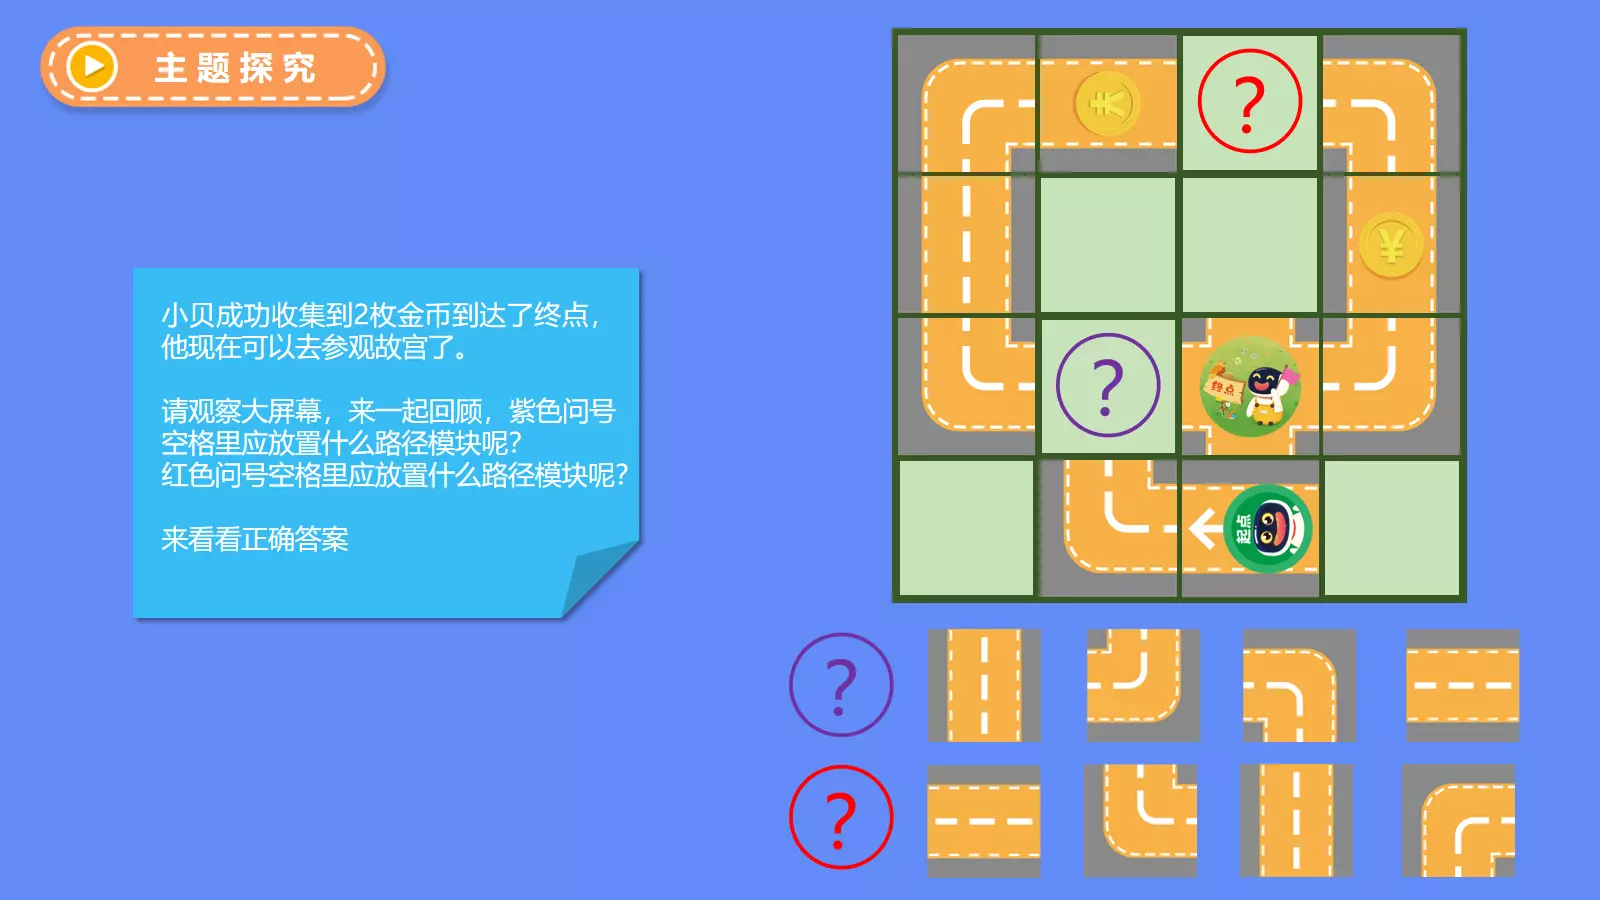 主题探究
小贝成功收集到2枚金币到达了终点，
他现在可以去参观故宫了。
请观察大屏幕，来一起回顾，紫色问号
空格里应放置什么路径模块呢？
红色问号空格里应放置什么路径模块呢？
来看看正确答案
¥
?
¥
?
终点
起点
?
?